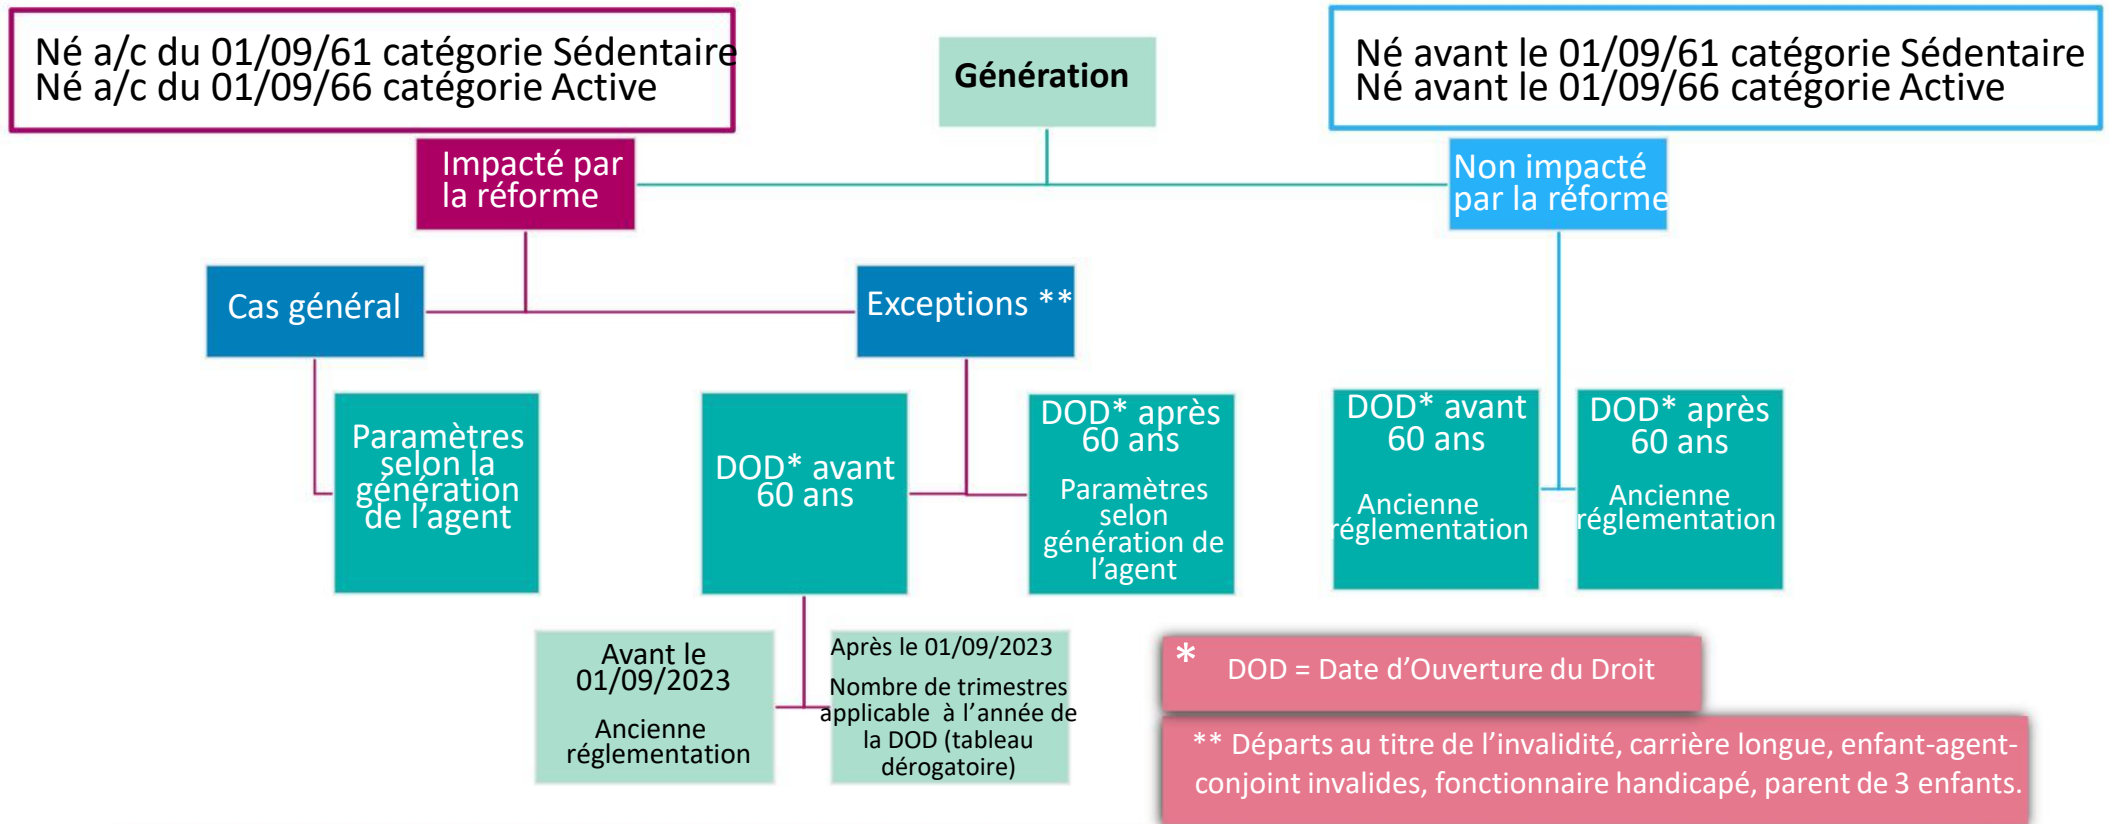 Né a/c du 01/09/61 catégorie Sédentaire
Né a/c du 01/09/66 catégorie Active
Génération
Né avant le 01/09/61 catégorie Sédentaire
Né avant le 01/09/66 catégorie Active
Impacté par
la réforme
Non impacté
par la réforme
Cas général
Exceptions **
Paramètres
selon la
génération
de l’agent
DOD* avant
60 ans
DOD* après
60 ans
Paramètres
selon
génération de
l’agent
DOD* avant
60 ans
Ancienne
réglementation
DOD* après
60 ans
Ancienne
réglementation
Avant le
01/09/2023
Ancienne
réglementation
Après le 01/09/2023
Nombre de trimestres
applicable à l’année de
la DOD (tableau
dérogatoire)
* DOD = Date d’Ouverture du Droit
** Départs au titre de l’invalidité, carrière longue, enfant-agent-
conjoint invalides, fonctionnaire handicapé, parent de 3 enfants.